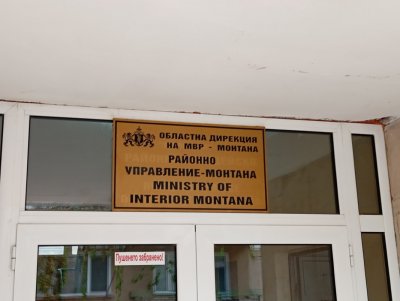 ОБЛАСТНА ДИРЕКЦИЯ
НА МВР - МОНТАНА
РАЙОННО
УПРАВЛЕНИЕ-МОНТАНА
MINISTRY OF
INTERIOR MONTANA
Пушенето забранено!